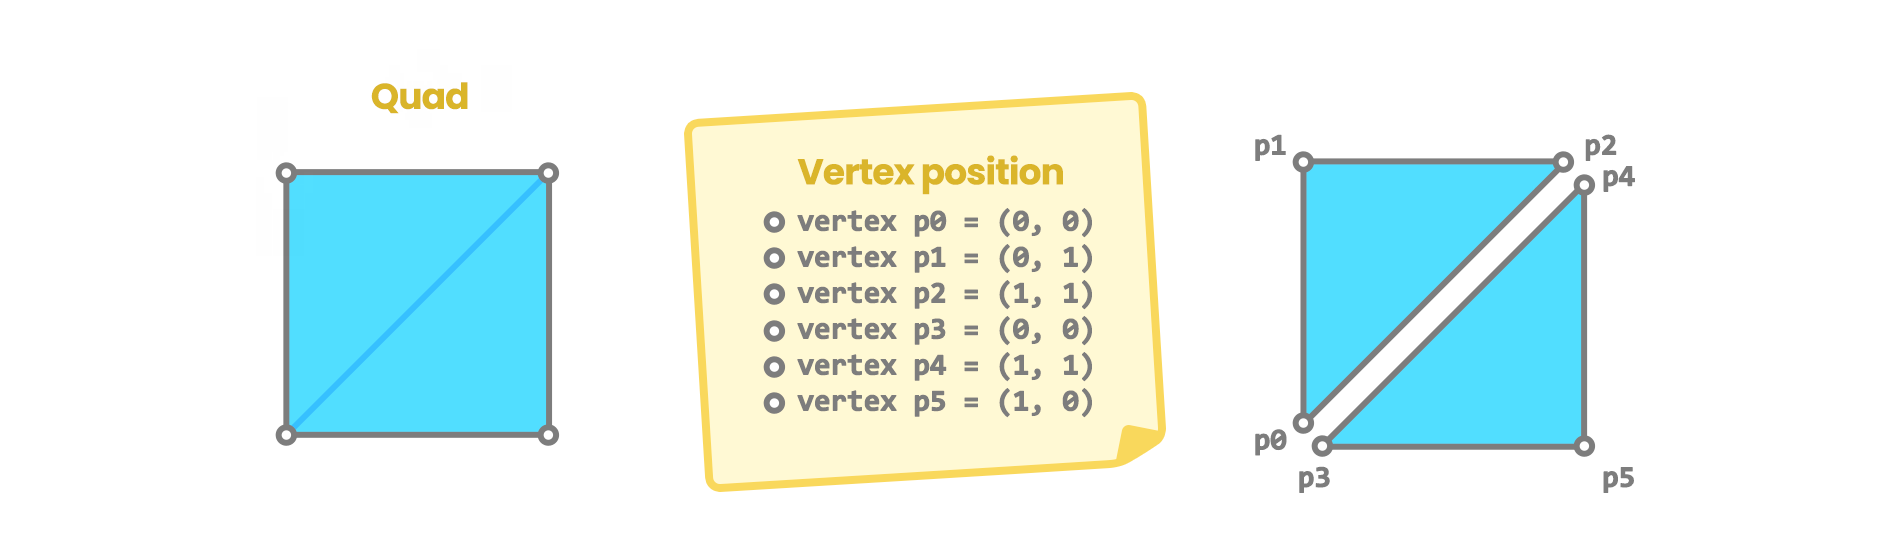 Quad
Vertex position
vertex p0 = (0, 0)
vertex p1 = (0, 1)
vertex p2 = (1, 1)
vertex p3 = (0, 0)
vertex p4 = (1, 1)
vertex p5 = (1, 0)
p1
p2
p4
p0
p3
p5